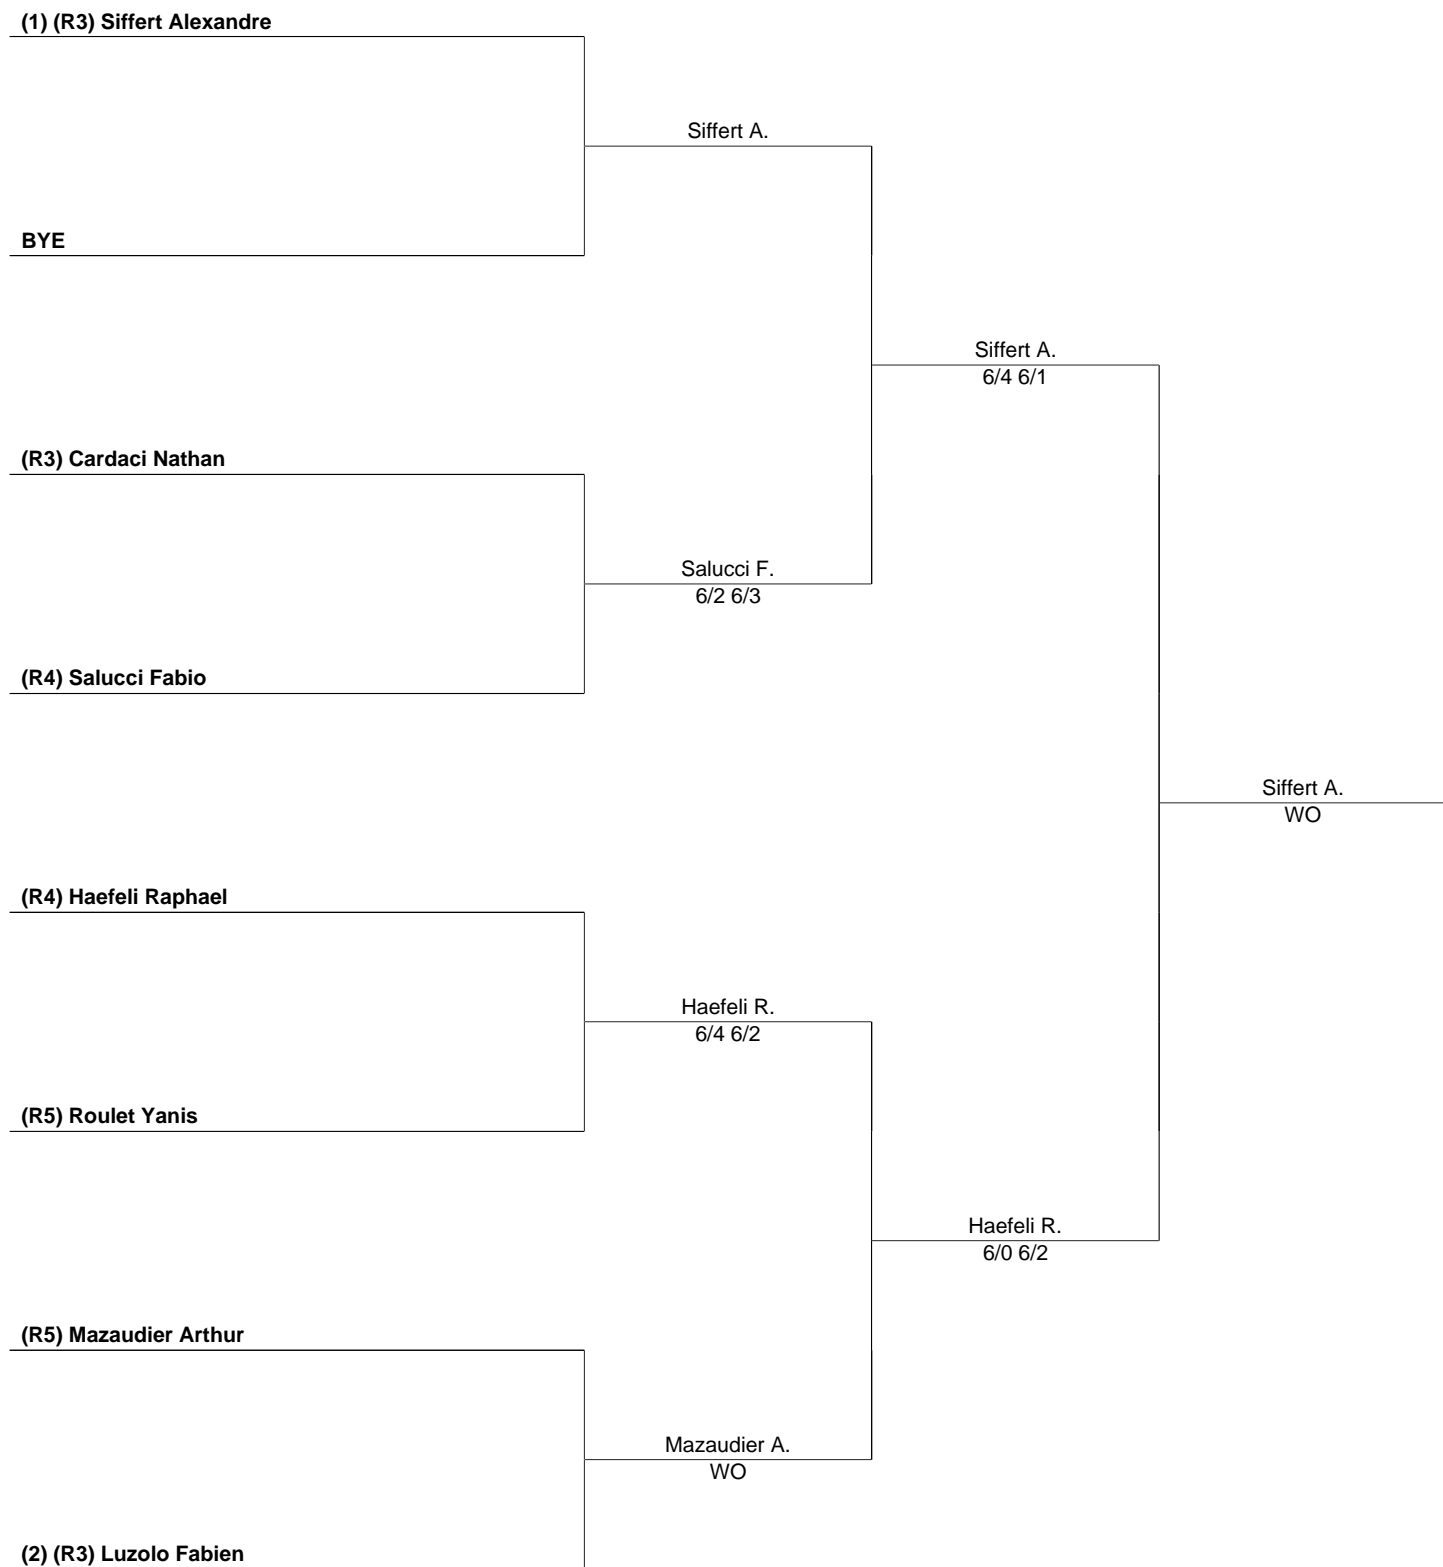 (1) (R3) Siffert Alexandre
Siffert A.
BYE
Siffert A.
6/4 6/1
(R3) Cardaci Nathan
Salucci F.
6/2 6/3
(R4) Salucci Fabio
Siffert A.
WO
(R4) Haefeli Raphael
Haefeli R.
6/4 6/2
(R5) Roulet Yanis
Haefeli R.
6/0 6/2
(R5) Mazaudier Arthur
Mazaudier A.
WO
(2) (R3) Luzolo Fabien